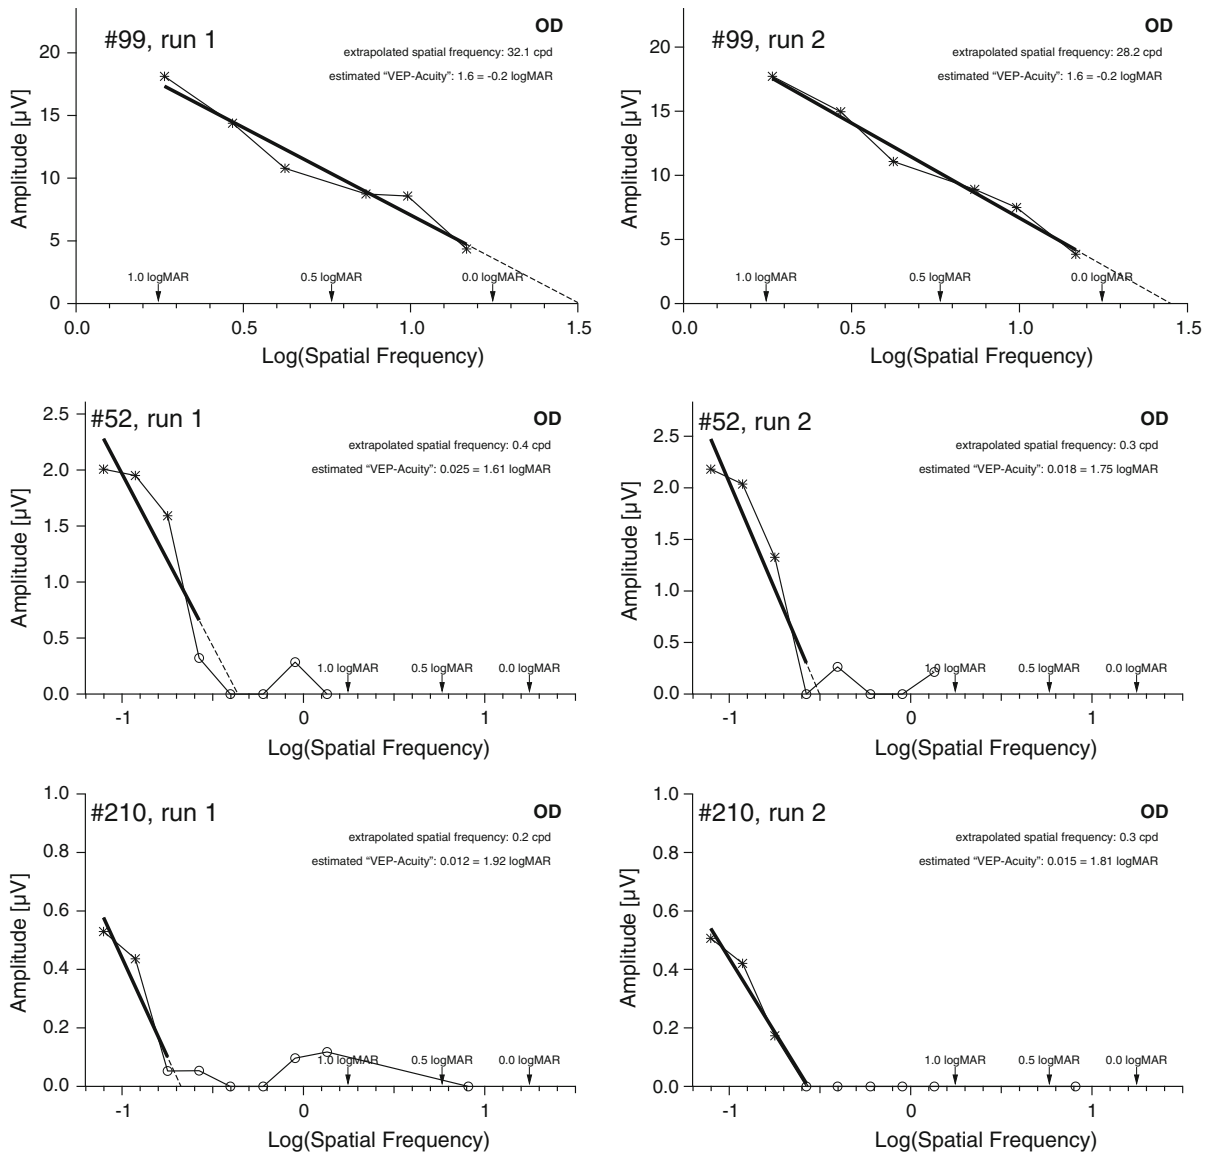 #99, run 1
OD
extrapolated spatial frequency: 32.1 cpd
estimated “VEP-Acuity”: 1.6 = -0.2 logMAR
Amplitude [µV]
20
15
10
5
0
1.0 logMAR
0.5 logMAR
0.0 logMAR
0.0
0.5
1.0
1.5
Log(Spatial Frequency)
#99, run 2
OD
extrapolated spatial frequency: 28.2 cpd
estimated “VEP-Acuity”: 1.6 = -0.2 logMAR
Amplitude [µV]
20
15
10
5
0
1.0 logMAR
0.5 logMAR
0.0 logMAR
0.0
0.5
1.0
1.5
Log(Spatial Frequency)
#52, run 1
OD
extrapolated spatial frequency: 0.4 cpd
estimated “VEP-Acuity”: 0.025 = 1.61 logMAR
Amplitude [µV]
2.5
2.0
1.5
1.0
0.5
0.0
1.0 logMAR
0.5 logMAR
0.0 logMAR
-1
0
1
Log(Spatial Frequency)
#52, run 2
OD
extrapolated spatial frequency: 0.3 cpd
estimated “VEP-Acuity”: 0.018 = 1.75 logMAR
Amplitude [µV]
2.5
2.0
1.5
1.0
0.5
0.0
1.0 logMAR
0.5 logMAR
0.0 logMAR
-1
0
1
Log(Spatial Frequency)
#210, run 1
OD
extrapolated spatial frequency: 0.2 cpd
estimated “VEP-Acuity”: 0.012 = 1.92 logMAR
Amplitude [µV]
1.0
0.8
0.6
0.4
0.2
0.0
1.0 logMAR
0.5 logMAR
0.0 logMAR
-1
0
1
Log(Spatial Frequency)
#210, run 2
OD
extrapolated spatial frequency: 0.3 cpd
estimated “VEP-Acuity”: 0.015 = 1.81 logMAR
Amplitude [µV]
1.0
0.8
0.6
0.4
0.2
0.0
1.0 logMAR
0.5 logMAR
0.0 logMAR
-1
0
1
Log(Spatial Frequency)